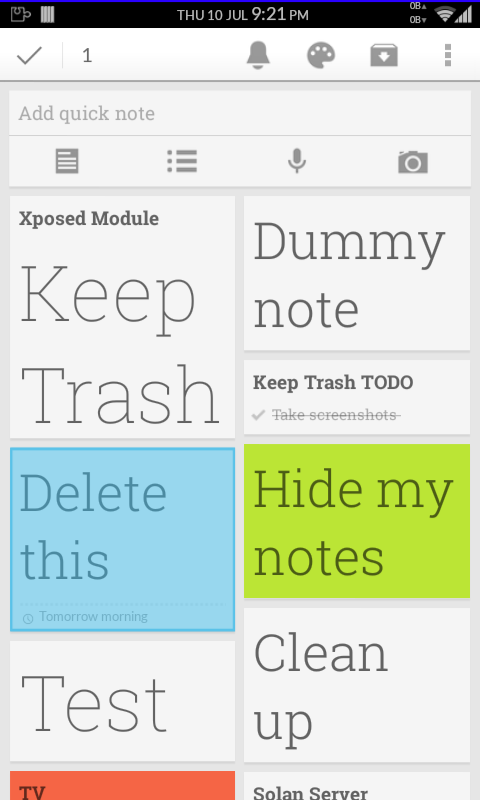 THU 10 JUL 9:21 PM
0B▲
0B▼
1
Add quick note
Xposed Module
Keep
Trash
Delete
this
Tomorrow morning
Test
TV
Dummy
note
Keep Trash TODO
Take screenshots
Hide my
notes
Clean
up
Solan Server